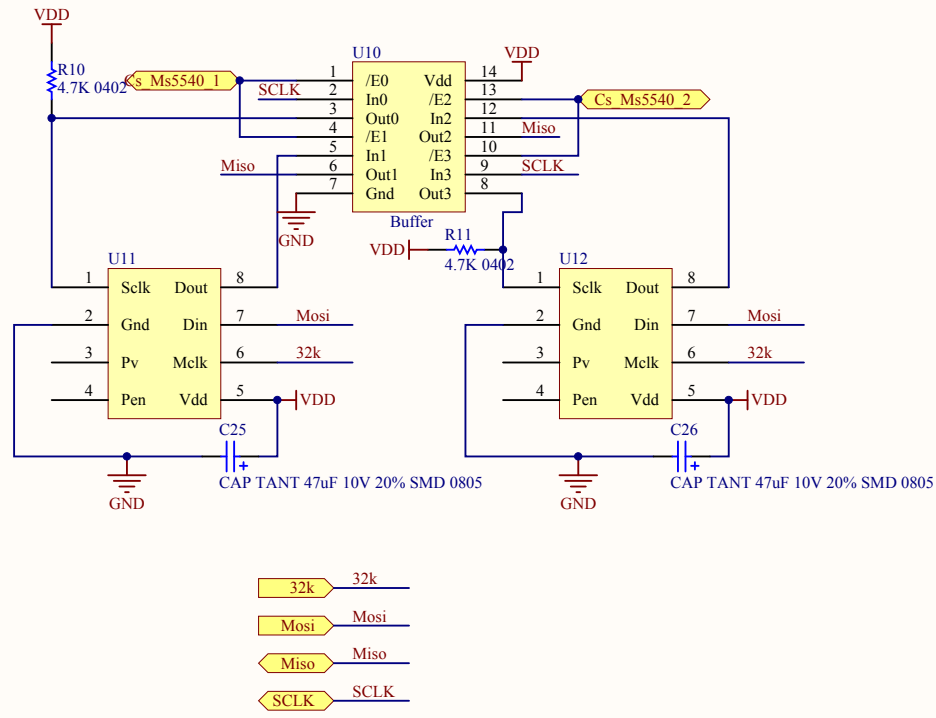 VDD
R10
4.7K 0402
Cs_Ms5540_1
SCLK
Miso
U10
1 /E0 Vdd 14
2 In0 /E2 13
3 Out0 In2 12
4 /E1 Out2 11
5 In1 /E3 10
6 Out1 In3 9
7 Gnd Out3 8
Buffer
VDD
Cs_Ms5540_2
Miso
SCLK
GND
VDD
R11
4.7K 0402
U11
1 Sclk Dout 8
2 Gnd Din 7 Mosi
3 Pv Mclk 6 32k
4 Pen Vdd 5 VDD
C25
+
CAP TANT 47uF 10V 20% SMD 0805
GND
U12
1 Sclk Dout 8
2 Gnd Din 7 Mosi
3 Pv Mclk 6 32k
4 Pen Vdd 5 VDD
C26
+
CAP TANT 47uF 10V 20% SMD 0805
GND
32k 32k
Mosi Mosi
Miso Miso
SCLK SCLK